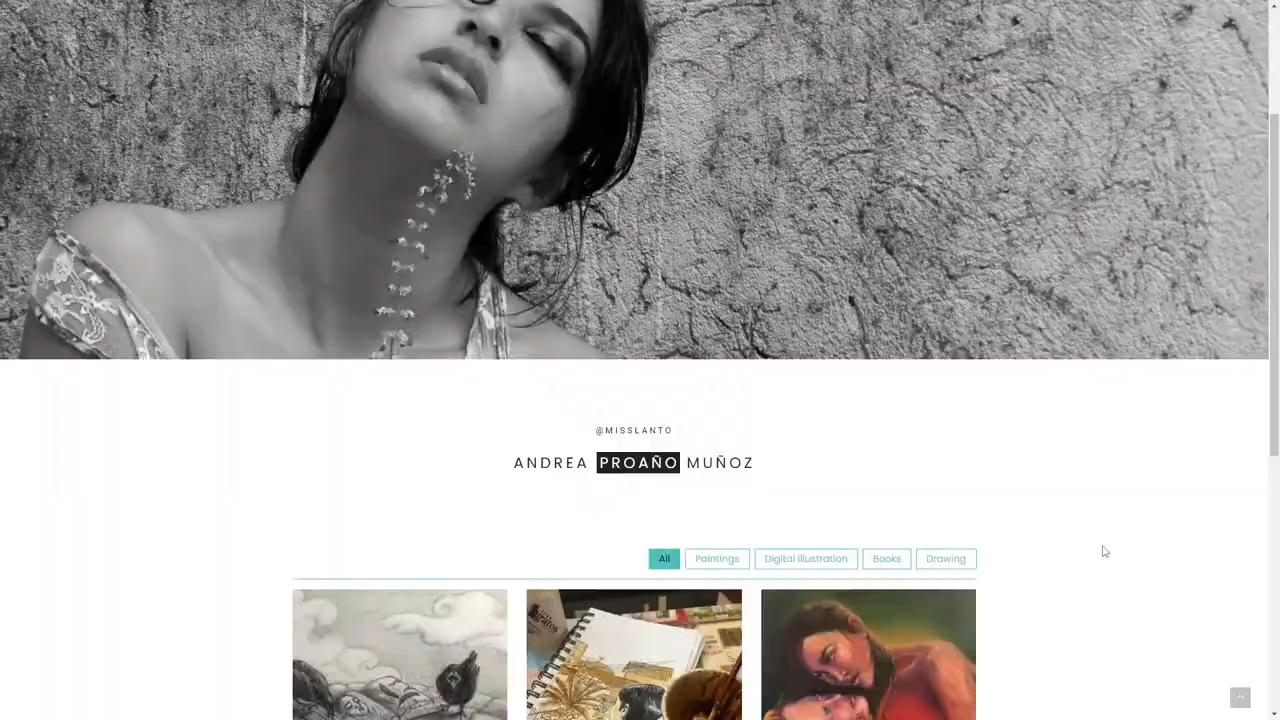 @MISSLANTO
ANDREA PROAÑO MUÑOZ
All Paintings Digital illustration Books Drawing